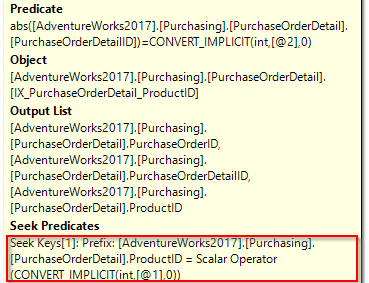 Predicate
abs([AdventureWorks2017].[Purchasing].[PurchaseOrderDetail].
[PurchaseOrderDetailID])=CONVERT_IMPLICIT(int,[@2],0)
Object
[AdventureWorks2017].[Purchasing].[PurchaseOrderDetail].
[IX_PurchaseOrderDetail_ProductID]
Output List
[AdventureWorks2017].[Purchasing].
[PurchaseOrderDetail].PurchaseOrderID,
[AdventureWorks2017].[Purchasing].
[PurchaseOrderDetail].PurchaseOrderDetailID,
[AdventureWorks2017].[Purchasing].
[PurchaseOrderDetail].ProductID
Seek Predicates
Seek Keys[1]: Prefix: [AdventureWorks2017].[Purchasing].
[PurchaseOrderDetail].ProductID = Scalar Operator
(CONVERT_IMPLICIT(int,[@1],0))